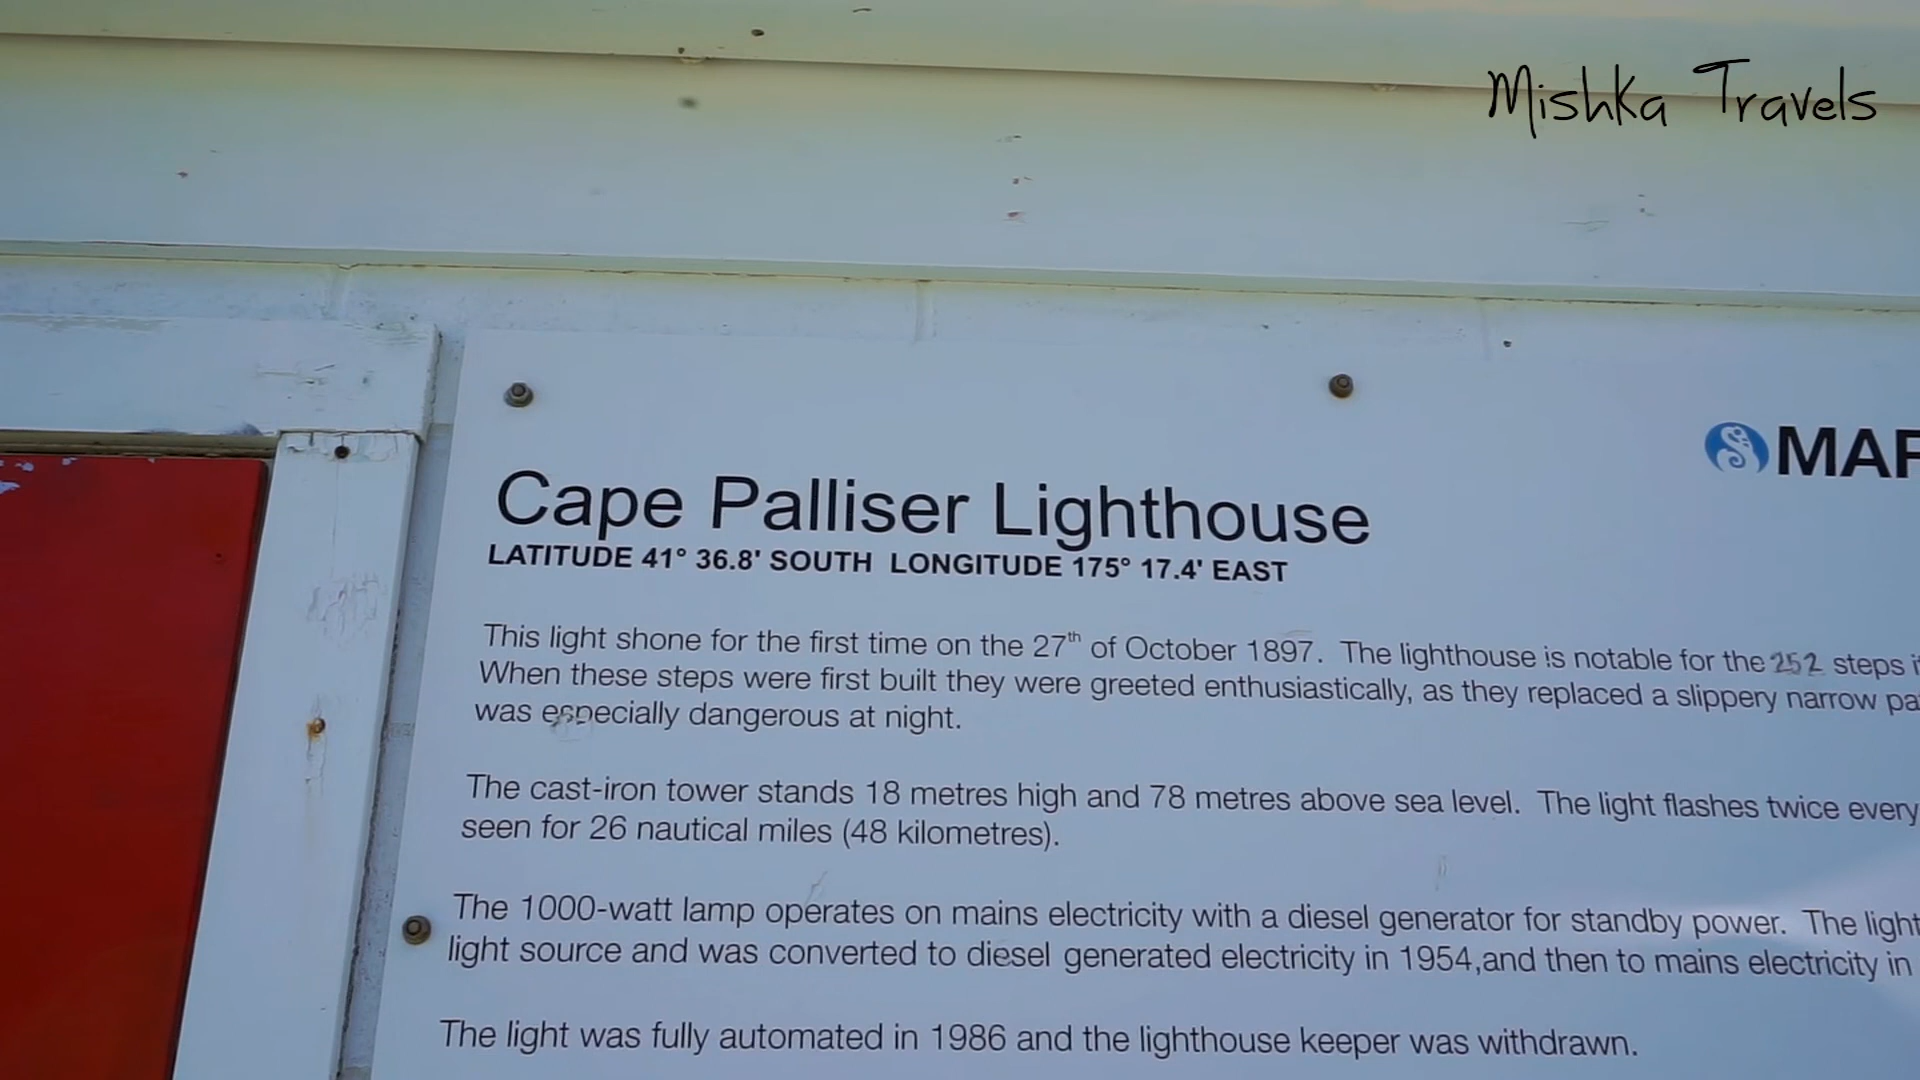 Mishka Travels
MAR
Cape Palliser Lighthouse
LATITUDE 41° 36.8' SOUTH LONGITUDE 175° 17.4' EAST
This light shone for the first time on the 27th of October 1897. The lighthouse is notable for the 252 steps
When these steps were first built they were greeted enthusiastically, as they replaced a slippery narrow
was especially dangerous at night.
The cast-iron tower stands 18 metres high and 78 metres above sea level. The light flashes twice every
seen for 26 nautical miles (48 kilometres).
The 1000-watt lamp operates on mains electricity with a diesel generator for standby power. The light
light source and was converted to diesel generated electricity in 1954,and then to mains electricity in
The light was fully automated in 1986 and the lighthouse keeper was withdrawn.